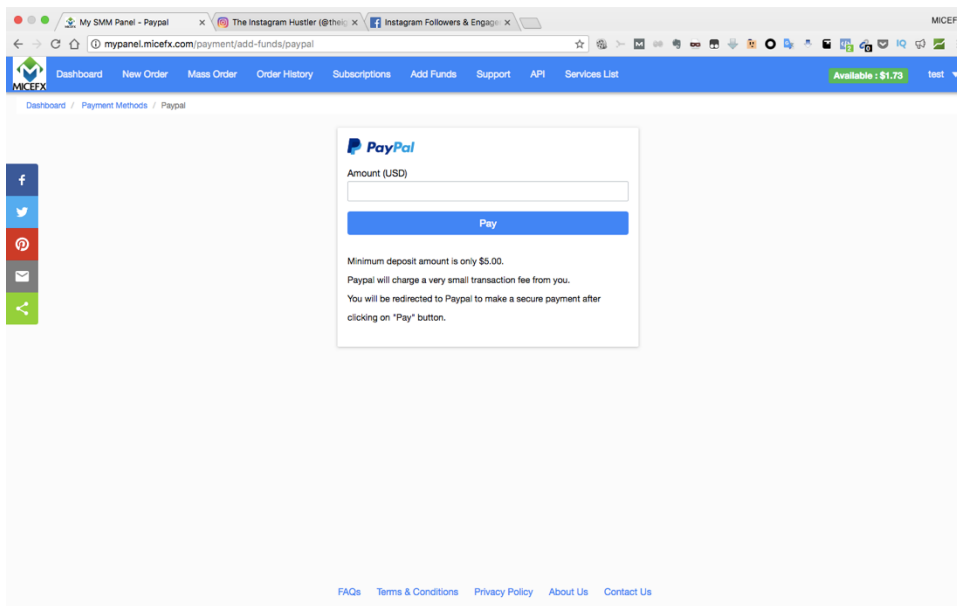 My SMM Panel - Paypal
The Instagram Hustler (@theig
Instagram Followers & Engage
MICEF
mypanel.micefx.com/payment/add-funds/paypal
MICEFX
Dashboard New Order Mass Order Order History Subscriptions Add Funds Support API Services List
Available : $1.73
test
Dashboard / Payment Methods / Paypal
PayPal
Amount (USD)
Pay
Minimum deposit amount is only $5.00.
Paypal will charge a very small transaction fee from you.
You will be redirected to Paypal to make a secure payment after
clicking on "Pay" button.
FAQs Terms & Conditions Privacy Policy About Us Contact Us